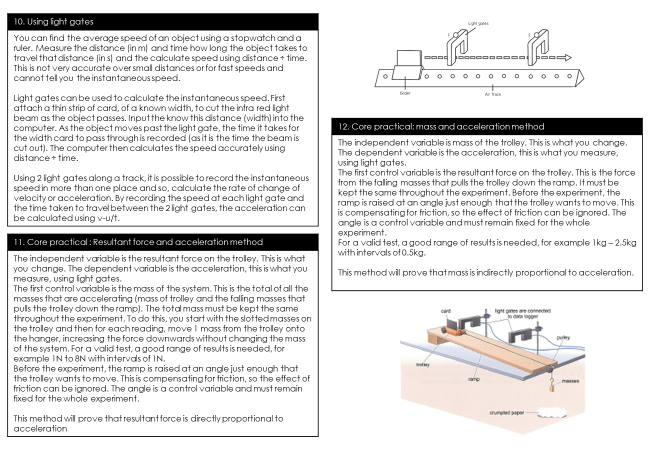 10. Using light gates
You can find the average speed of an object using a stopwatch and a
ruler. Measure the distance (in m) and time how long the object takes to
travel that distance (in s) and the calculate speed using distance ÷ time.
This is not very accurate over small distances or for fast speeds and
cannot tell you the instantaneous speed.
Light gates can be used to calculate the instantaneous speed. First
attach a thin strip of card, of a known width, to cut the infra red light
beam as the object passes. Input the know this distance (width) into the
computer. As the object moves past the light gate, the time it takes for
the width card to pass through is recorded (as it is the time the beam is
cut out). The computer then calculates the speed accurately using
distance ÷ time.
Using 2 light gates along a track, it is possible to record the instantaneous
speed in more than one place and so, calculate the rate of change of
velocity or acceleration. By recording the speed at each light gate and
the time taken to travel between the 2 light gates, the acceleration can
be calculated using v-u/t.
11. Core practical : Resultant force and acceleration method
The independent variable is the resultant force on the trolley. This is what
you change. The dependent variable is the acceleration, this is what you
measure, using light gates.
The first control variable is the mass of the system. This is the total of all the
masses that are accelerating (mass of trolley and the falling masses that
pulls the trolley down the ramp). The total mass must be kept the same
throughout the experiment. To do this, you start with the slotted masses on
the trolley and then for each reading, move 1 mass from the trolley onto
the hanger, increasing the force downwards without changing the mass
of the system. For a valid test, a good range of results is needed, for
example 1N to 8N with intervals of 1N.
Before the experiment, the ramp is raised at an angle just enough that
the trolley wants to move. This is compensating for friction, so the effect of
friction can be ignored. The angle is a control variable and must remain
fixed for the whole experiment.
This method will prove that resultant force is directly proportional to
acceleration
Light gates
Glider
Air Track
12. Core practical: mass and acceleration method
The independent variable is mass of the trolley. This is what you change.
The dependent variable is the acceleration, this is what you measure,
using light gates.
The first control variable is the resultant force on the trolley. This is the force
from the falling masses that pulls the trolley down the ramp. It must be
kept the same throughout the experiment. Before the experiment, the
ramp is raised at an angle just enough that the trolley wants to move. This
is compensating for friction, so the effect of friction can be ignored. The
angle is a control variable and must remain fixed for the whole
experiment.
For a valid test, a good range of results is needed, for example 1kg – 2.5kg
with intervals of 0.5kg.
This method will prove that mass is indirectly proportional to acceleration.
card
light gates are connected
to data logger
pulley
trolley
ramp
masses
crumpled paper